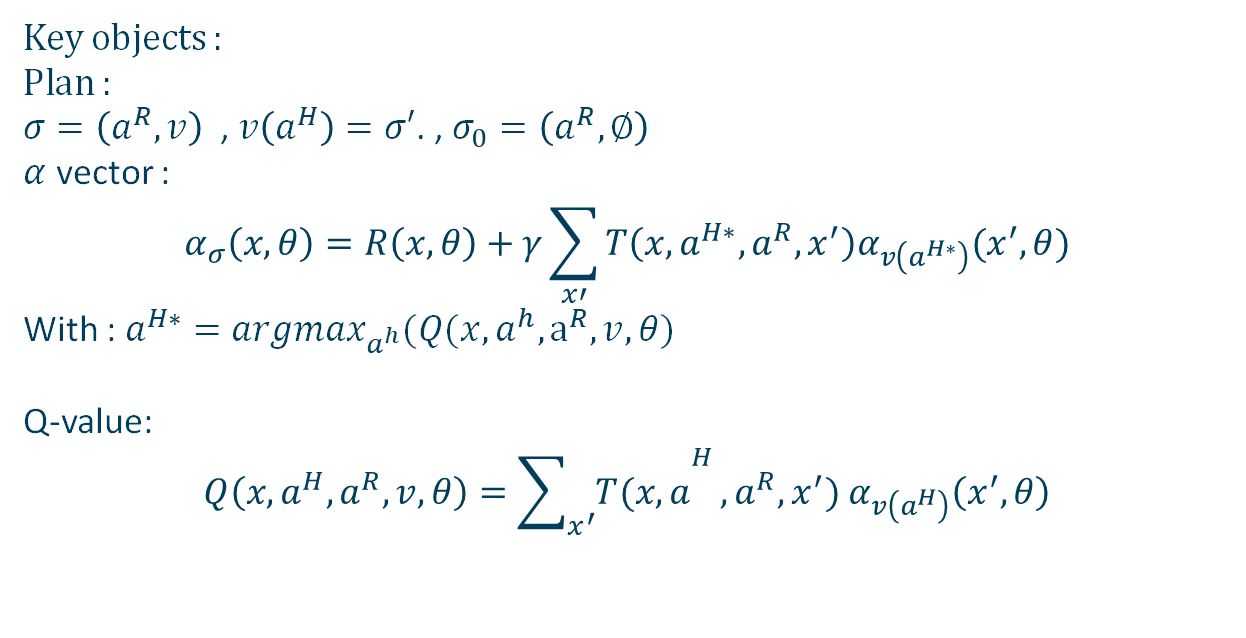 Key objects :
Plan :
σ = (a^R, v) , v(a^H) = σ′. , σ_0 = (a^R, ∅)
α vector :
α_σ(x, θ) = R(x, θ) + γ ∑_{x′} T(x, a^{H*}, a^R, x′)α_{v(a^{H*})}(x′, θ)
With : a^{H*} = argmax_{a^h}(Q(x, a^h, a^R, v, θ)
Q-value:
Q(x, a^H, a^R, v, θ) = ∑_{x′} T(x, a^H, a^R, x′) α_{v(a^H)}(x′, θ)